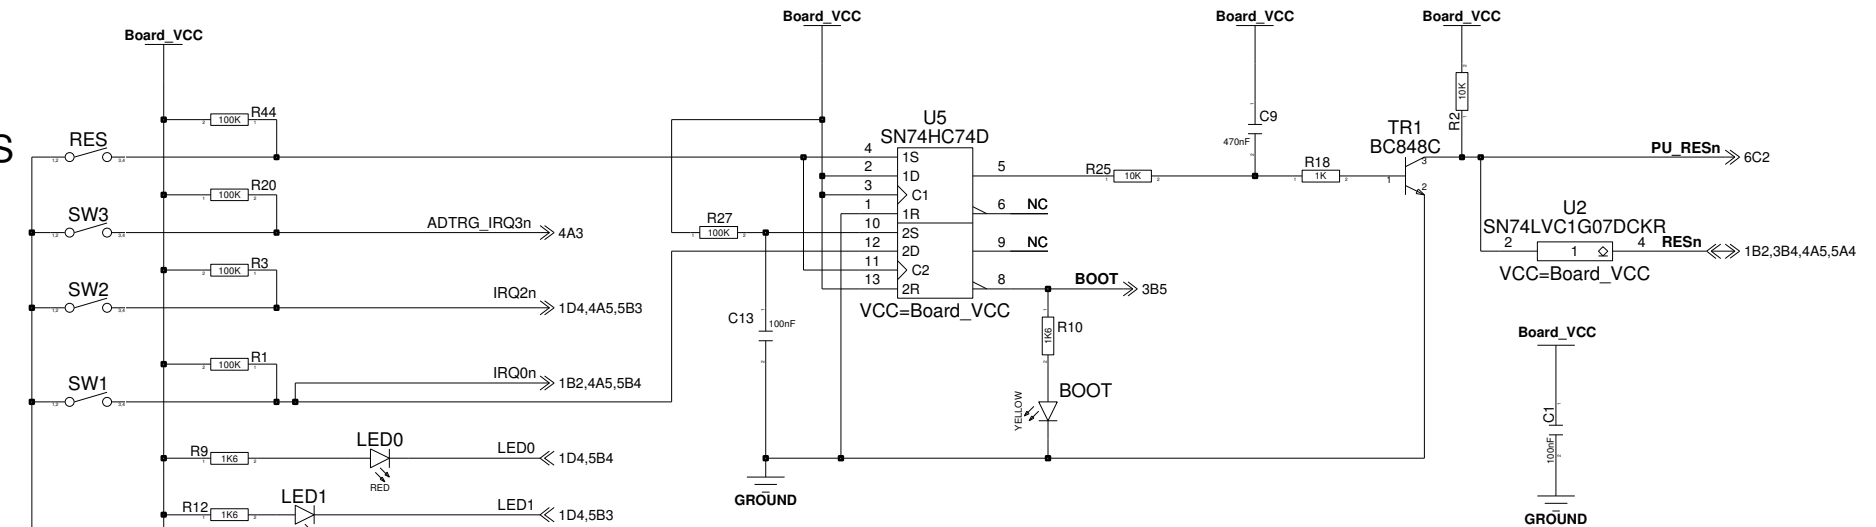 Board_VCC
Board_VCC
Board_VCC
Board_VCC
S
RES
R44
100K
R20
100K
SW3
ADTRG_IRQ3n
4A3
R3
100K
SW2
IRQ2n
1D4,4A5,5B3
R1
100K
SW1
IRQ0n
1B2,4A5,5B4
R9
1K6
LED0
RED
LED0
1D4,5B4
R12
1K6
LED1
LED1
1D4,5B3
R27
100K
C13
100nF
GROUND
U5
SN74HC74D
4
1S
2
1D
3
C1
1
1R
10
2S
12
2D
11
C2
13
2R
5
6
NC
9
NC
8
VCC=Board_VCC
BOOT
3B5
R10
1K6
BOOT
YELLOW
R25
10K
C9
470nF
R18
1K
TR1
BC848C
1
3
2
R2
10K
PU_RESn
6C2
U2
SN74LVC1G07DCKR
2
1
4
RESn
1B2,3B4,4A5,5A4
VCC=Board_VCC
Board_VCC
C1
100nF
GROUND